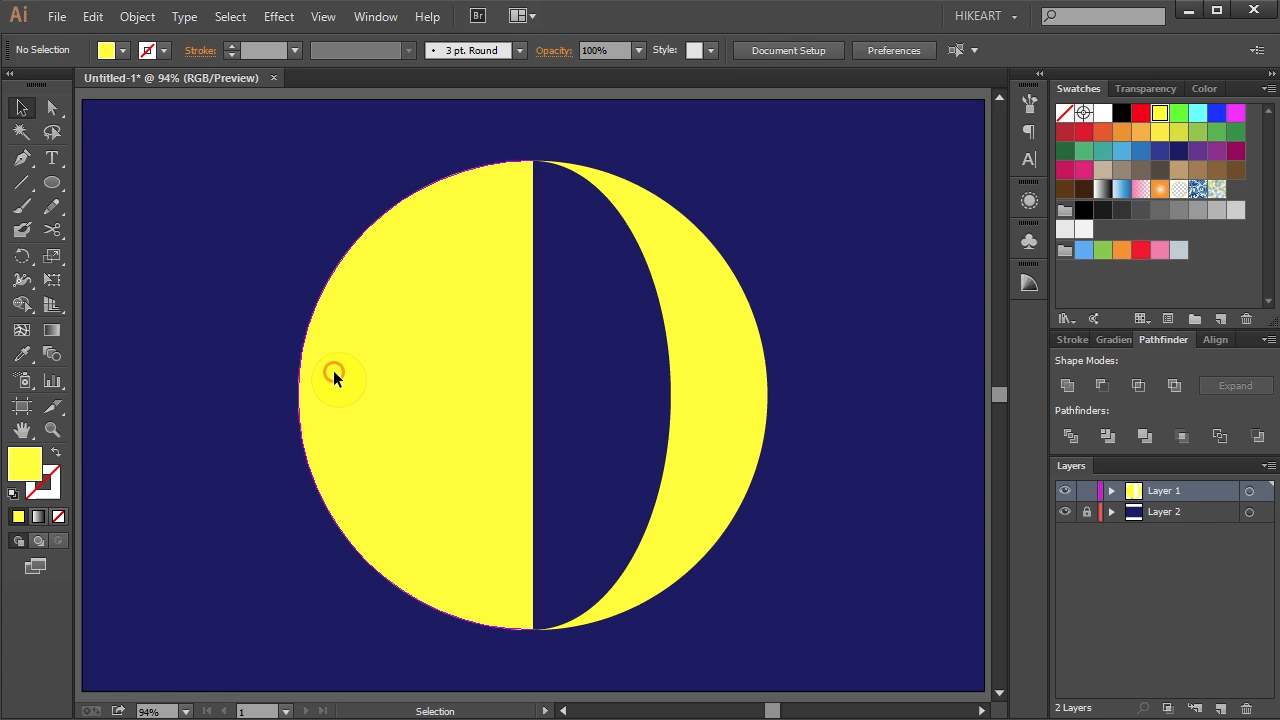 Ai File Edit Object Type Select Effect View Window Help Br HIKEART
No Selection Stroke: 3 pt. Round Opacity: 100% Style: Document Setup Preferences
Untitled-1* @ 94% (RGB/Preview) ×
Swatches Transparency Color
Stroke Gradien Pathfinder Align
Shape Modes:
Expand
Pathfinders:
Layers
Layer 1
Layer 2
2 Layers
94% 1 Selection